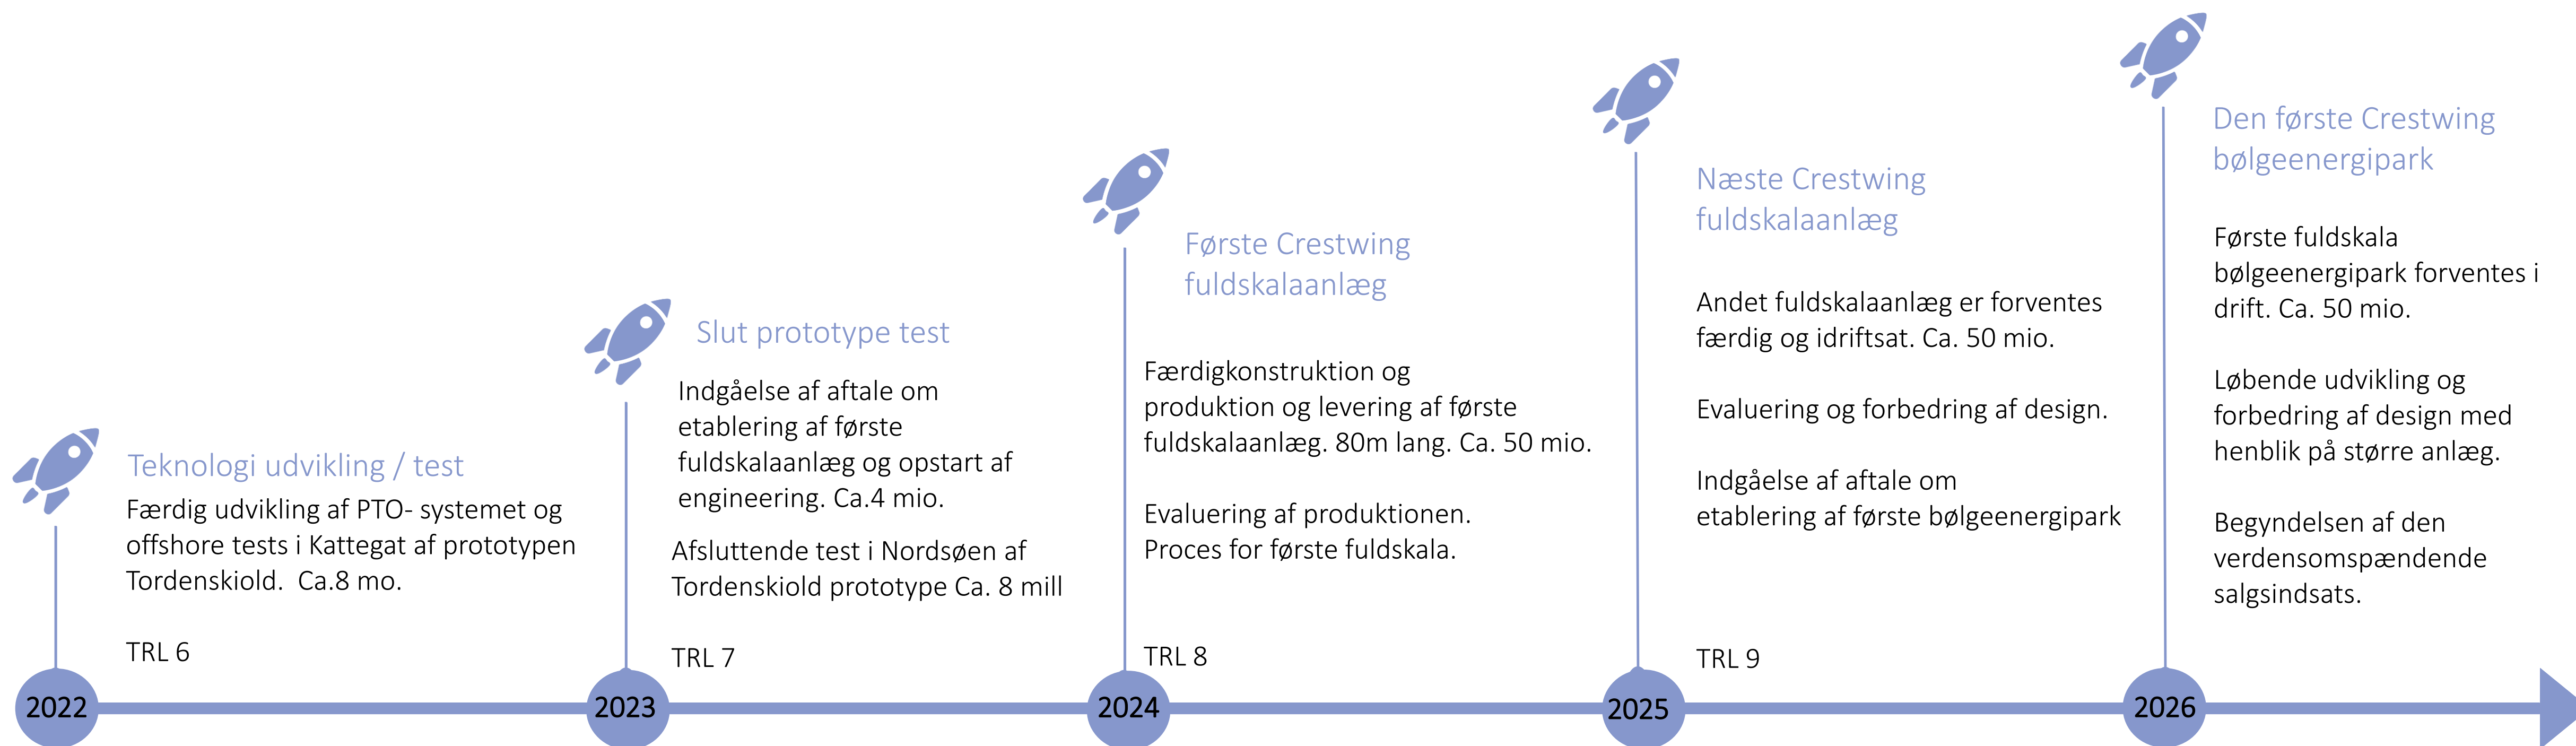 Teknologi udvikling / test
Færdig udvikling af PTO- systemet og
offshore tests i Kattegat af prototypen
Tordenskiold.  Ca.8 mo.
TRL 6
2022
Slut prototype test
Indgåelse af aftale om
etablering af første
fuldskalaanlæg og opstart af
engineering. Ca.4 mio.
Afsluttende test i Nordsøen af
Tordenskiold prototype Ca. 8 mill
TRL 7
2023
Første Crestwing
fuldskalaanlæg
Færdigkonstruktion og
produktion og levering af første
fuldskalaanlæg. 80m lang. Ca. 50 mio.
Evaluering af produktionen.
Proces for første fuldskala.
TRL 8
2024
Næste Crestwing
fuldskalaanlæg
Andet fuldskalaanlæg er forventes
færdig og idriftsat. Ca. 50 mio.
Evaluering og forbedring af design.
Indgåelse af aftale om
etablering af første bølgeenergipark
TRL 9
2025
Den første Crestwing
bølgeenergipark
Første fuldskala
bølgeenergipark forventes i
drift. Ca. 50 mio.
Løbende udvikling og
forbedring af design med
henblik på større anlæg.
Begyndelsen af den
verdensomspændende
salgsindsats.
2026